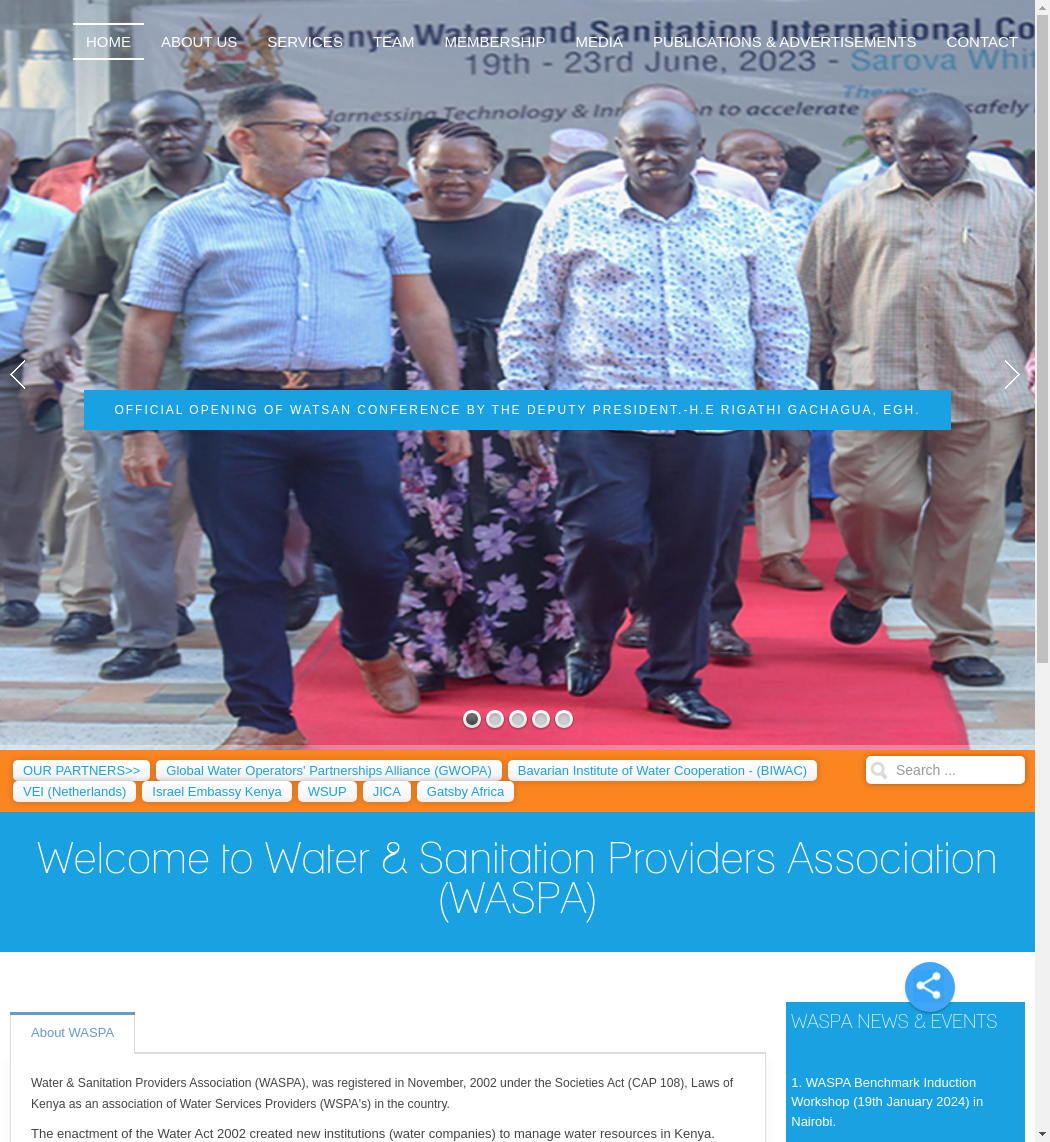 Kenya Water and Sanitation International Co
HOME ABOUT US SERVICES TEAM MEMBERSHIP MEDIA PUBLICATIONS & ADVERTISEMENTS CONTACT
19th - 23rd June, 2023 - Sarova Whit
Theme:
Harnessing Technology & Innovation to accelerate safely
OFFICIAL OPENING OF WATSAN CONFERENCE BY THE DEPUTY PRESIDENT.-H.E RIGATHI GACHAGUA, EGH.
OUR PARTNERS>> Global Water Operators' Partnerships Alliance (GWOPA) Bavarian Institute of Water Cooperation - (BIWAC) Search ...
VEI (Netherlands) Israel Embassy Kenya WSUP JICA Gatsby Africa
Welcome to Water & Sanitation Providers Association
(WASPA)
About WASPA
Water & Sanitation Providers Association (WASPA), was registered in November, 2002 under the Societies Act (CAP 108), Laws of
Kenya as an association of Water Services Providers (WSPA's) in the country.
The enactment of the Water Act 2002 created new institutions (water companies) to manage water resources in Kenya.
WASPA NEWS & EVENTS
1. WASPA Benchmark Induction
Workshop (19th January 2024) in
Nairobi.